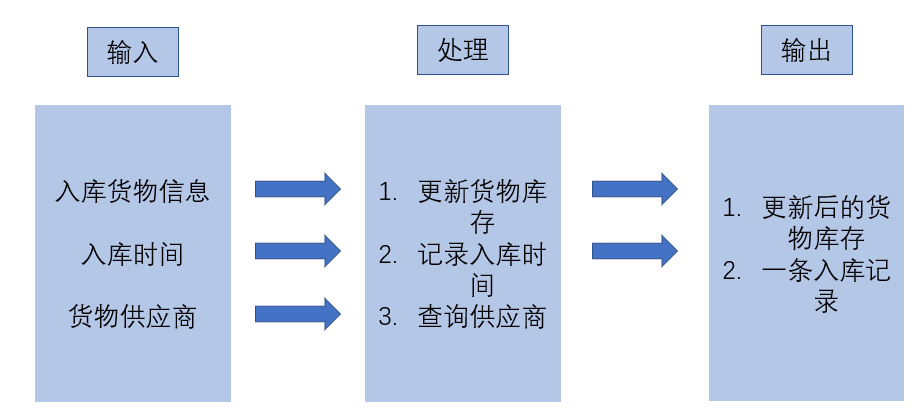 输入
处理
输出
入库货物信息
入库时间
货物供应商
1. 更新货物库
存
2. 记录入库时
间
3. 查询供应商
1. 更新后的货
物库存
2. 一条入库记
录